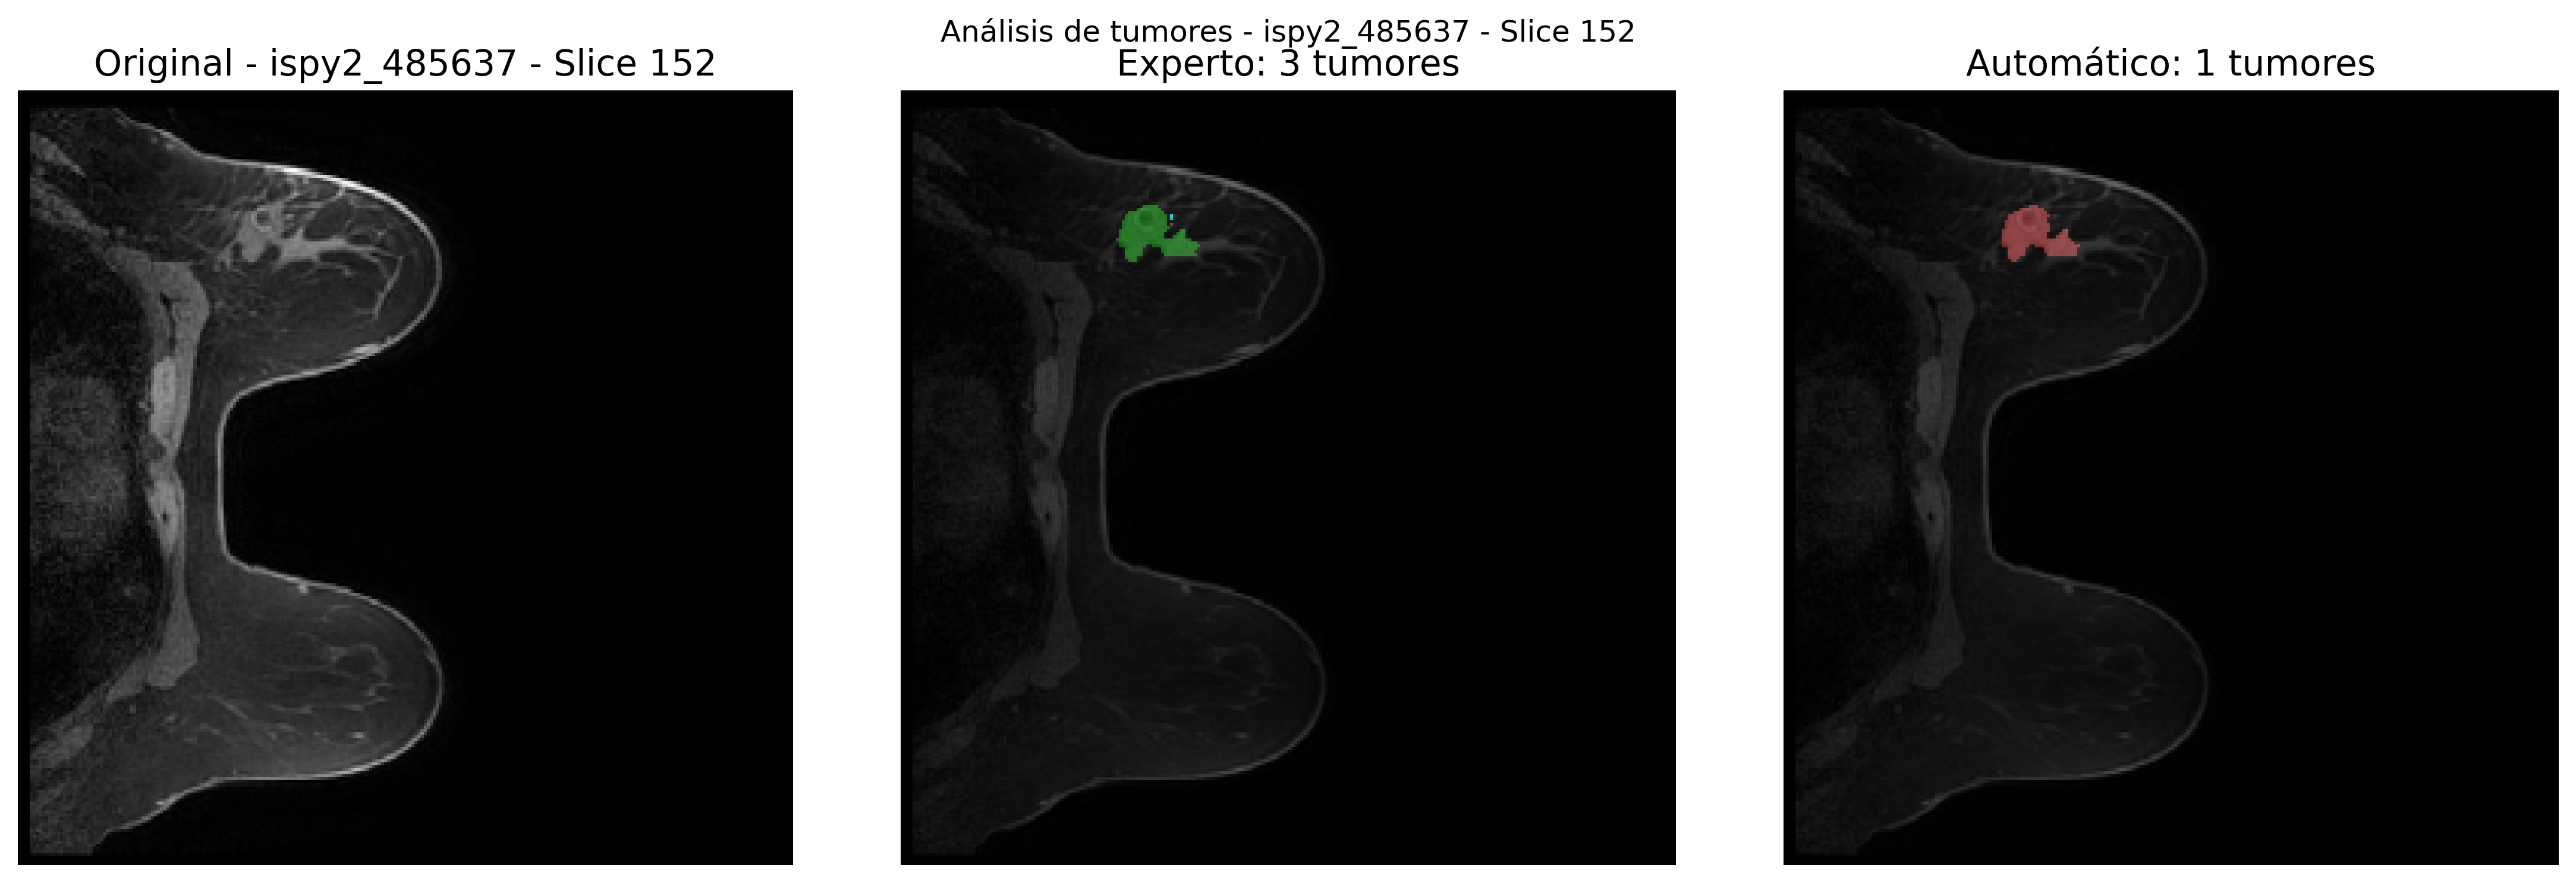 Análisis de tumores - ispy2_485637 - Slice 152
Original - ispy2_485637 - Slice 152
Experto: 3 tumores
Automático: 1 tumores